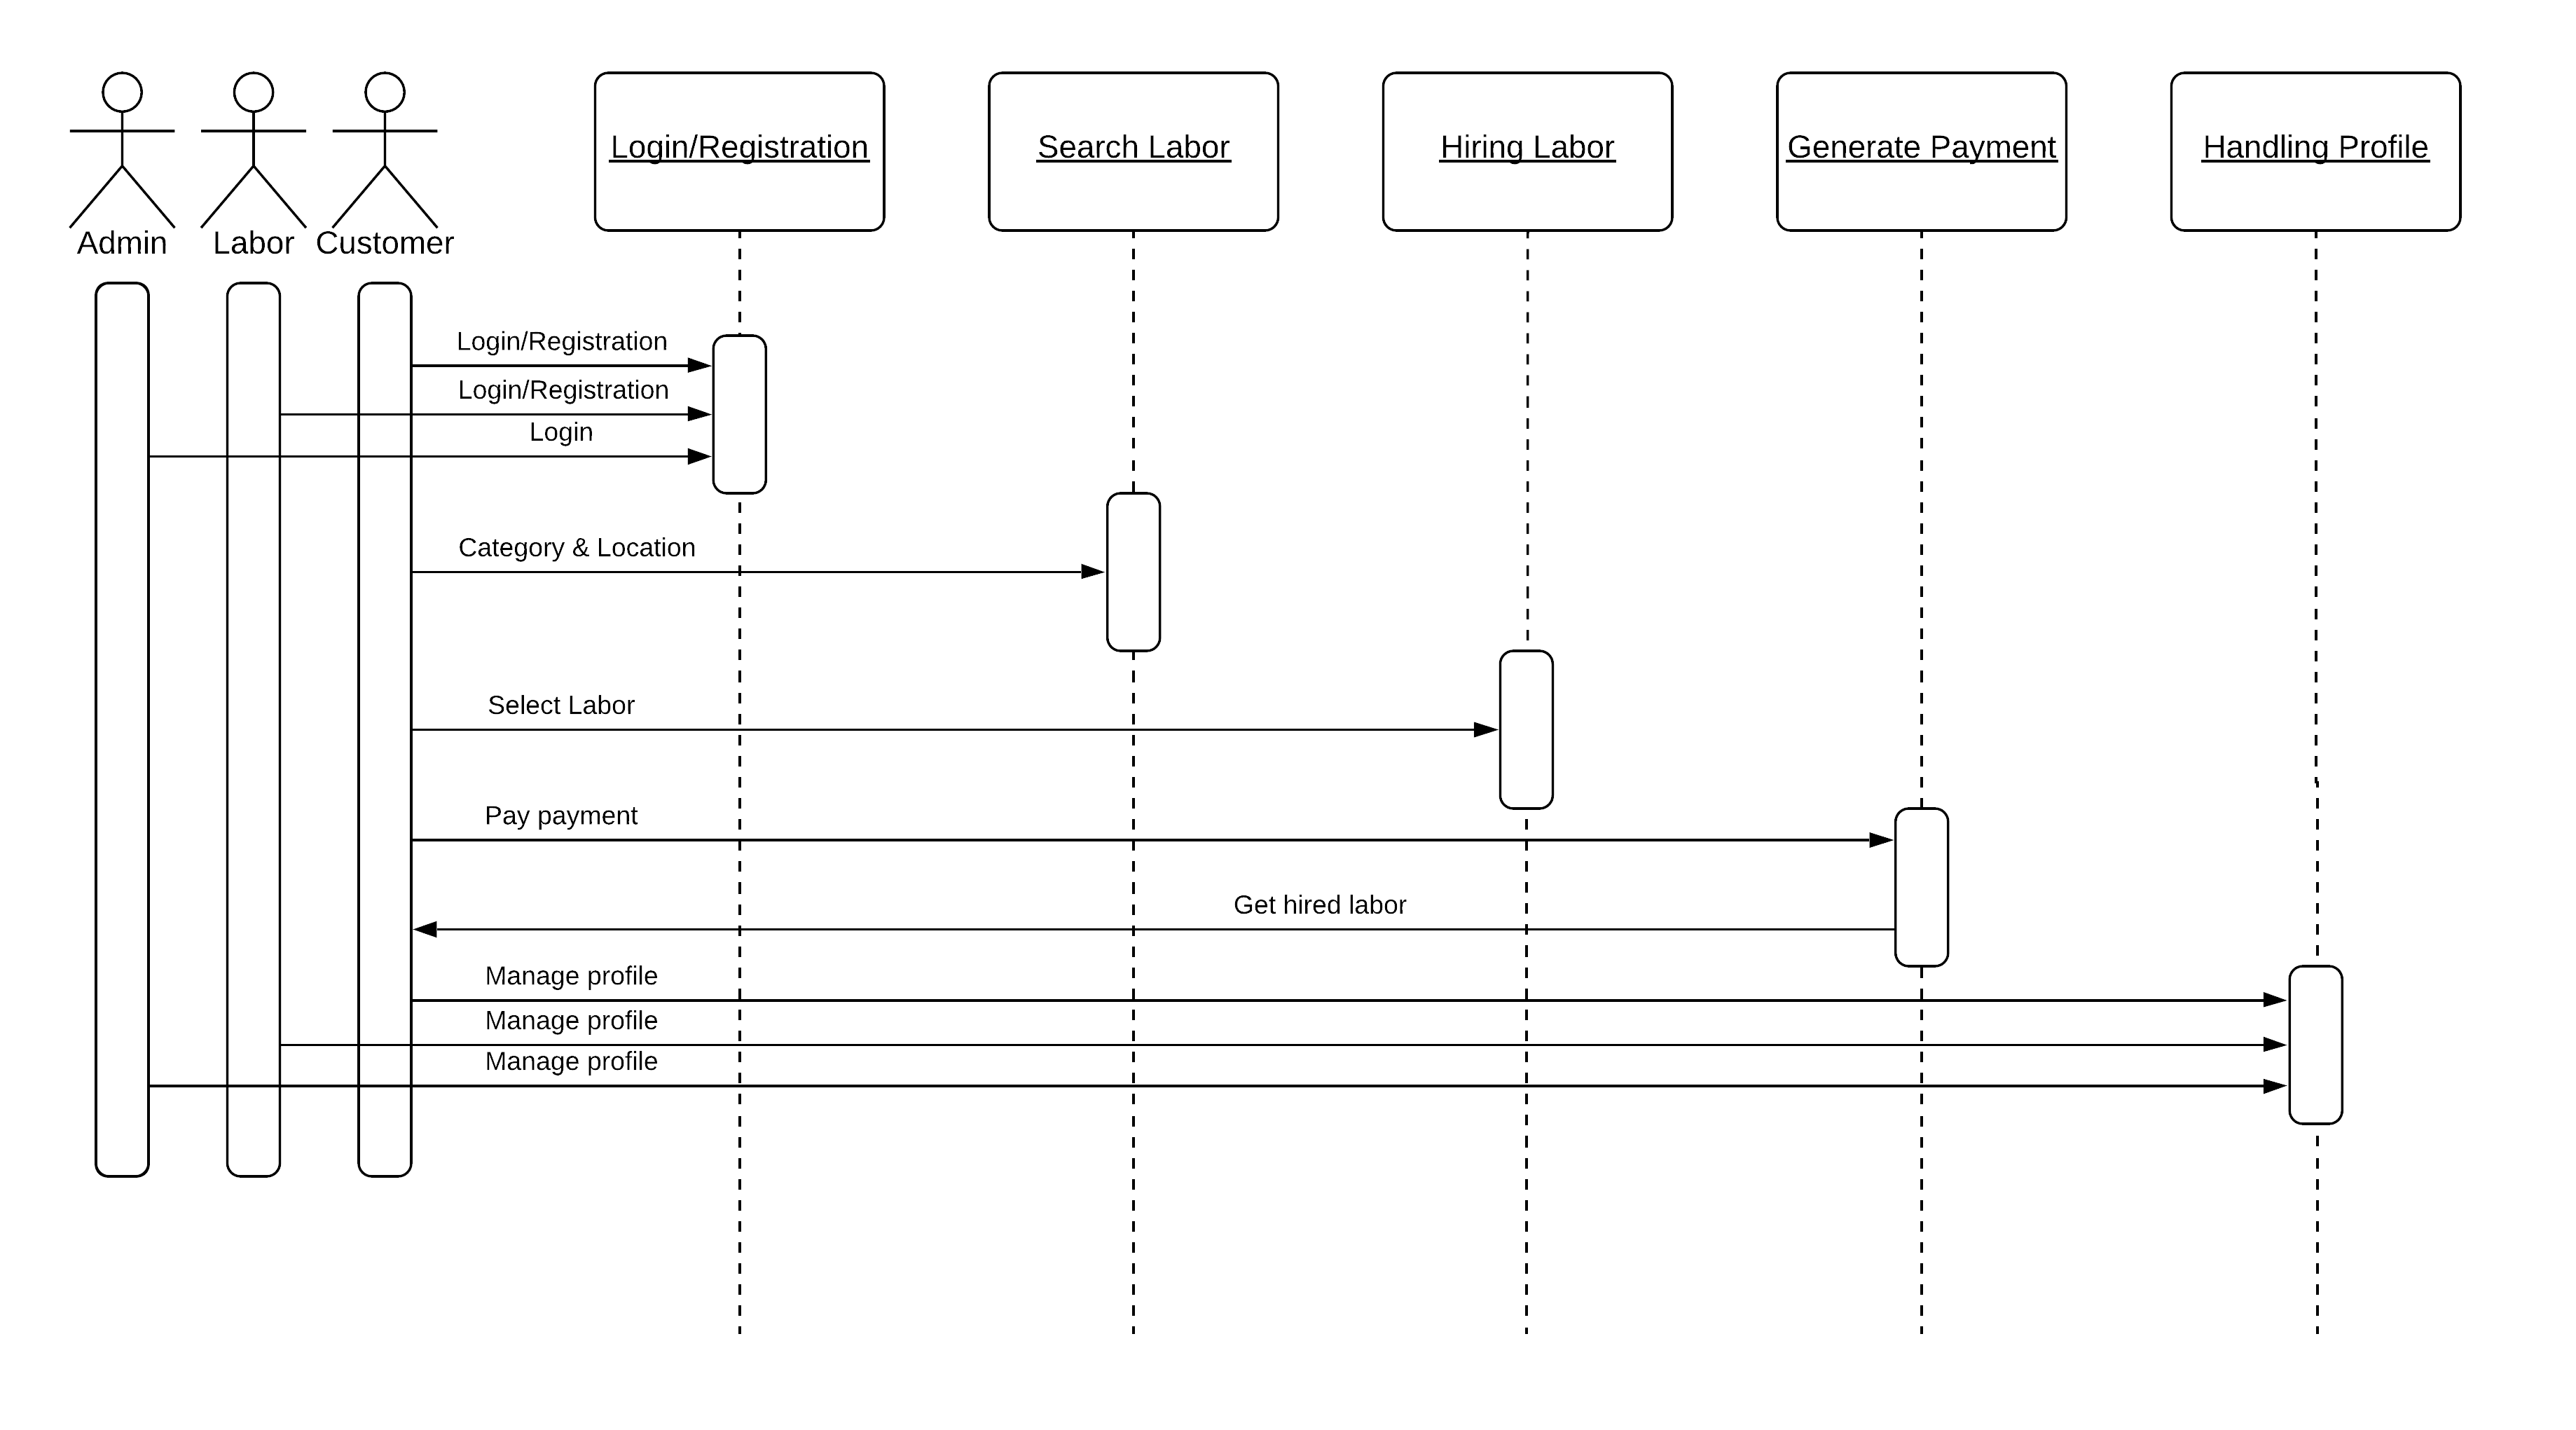 Login/Registration
Search Labor
Hiring Labor
Generate Payment
Handling Profile
Admin
Labor
Customer
Login/Registration
Login/Registration
Login
Category & Location
Select Labor
Pay payment
Get hired labor
Manage profile
Manage profile
Manage profile